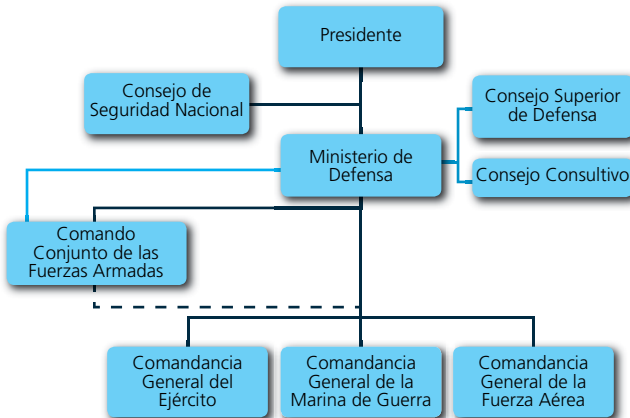 Presidente
Consejo de
Seguridad Nacional
Consejo Superior
de Defensa
Ministerio de
Defensa
Consejo Consultivo
Comando
Conjunto de las
Fuerzas Armadas
Comandancia
General del
Ejército
Comandancia
General de la
Marina de Guerra
Comandancia
General de la
Fuerza Aérea